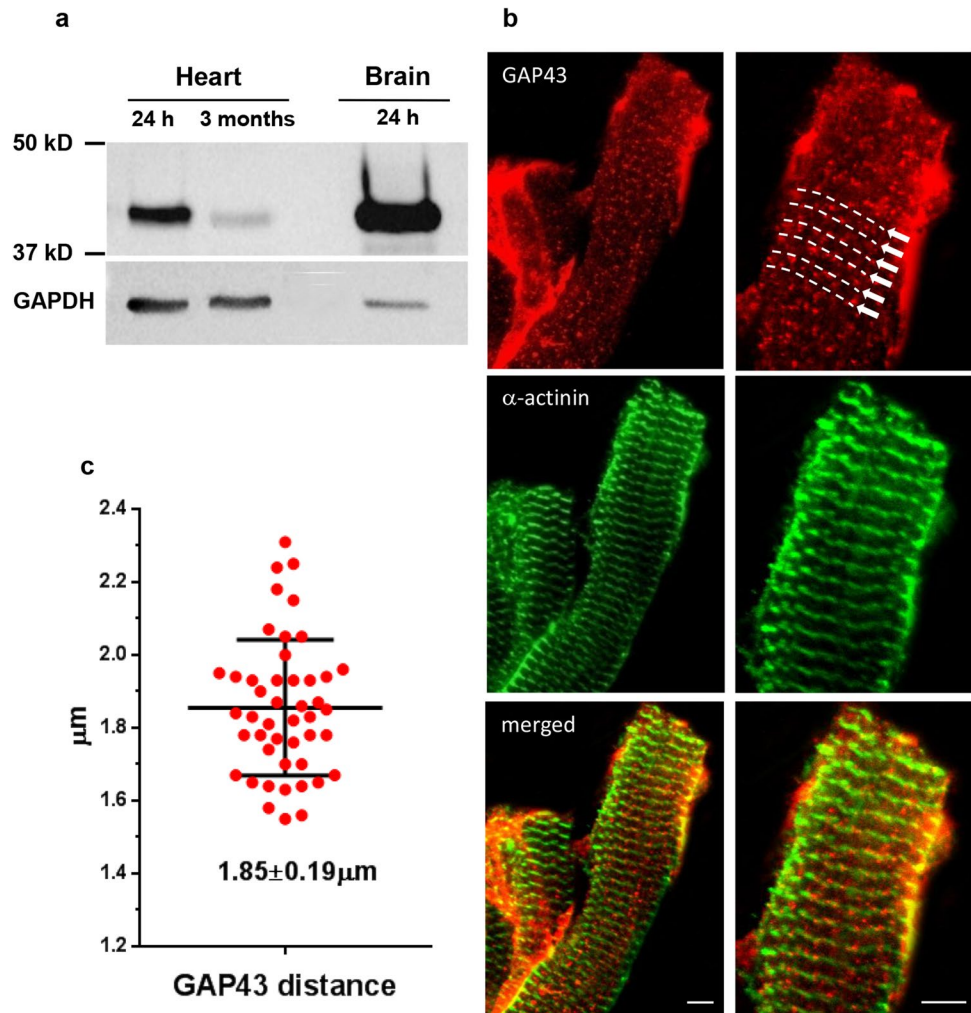 a
Heart
Brain
24 h
3 months
24 h
50 kD
37 kD
GAPDH
b
GAP43
α-actinin
merged
c
2.4
2.2
2.0
1.8
1.6
1.4
1.2
μm
1.85±0.19μm
GAP43 distance